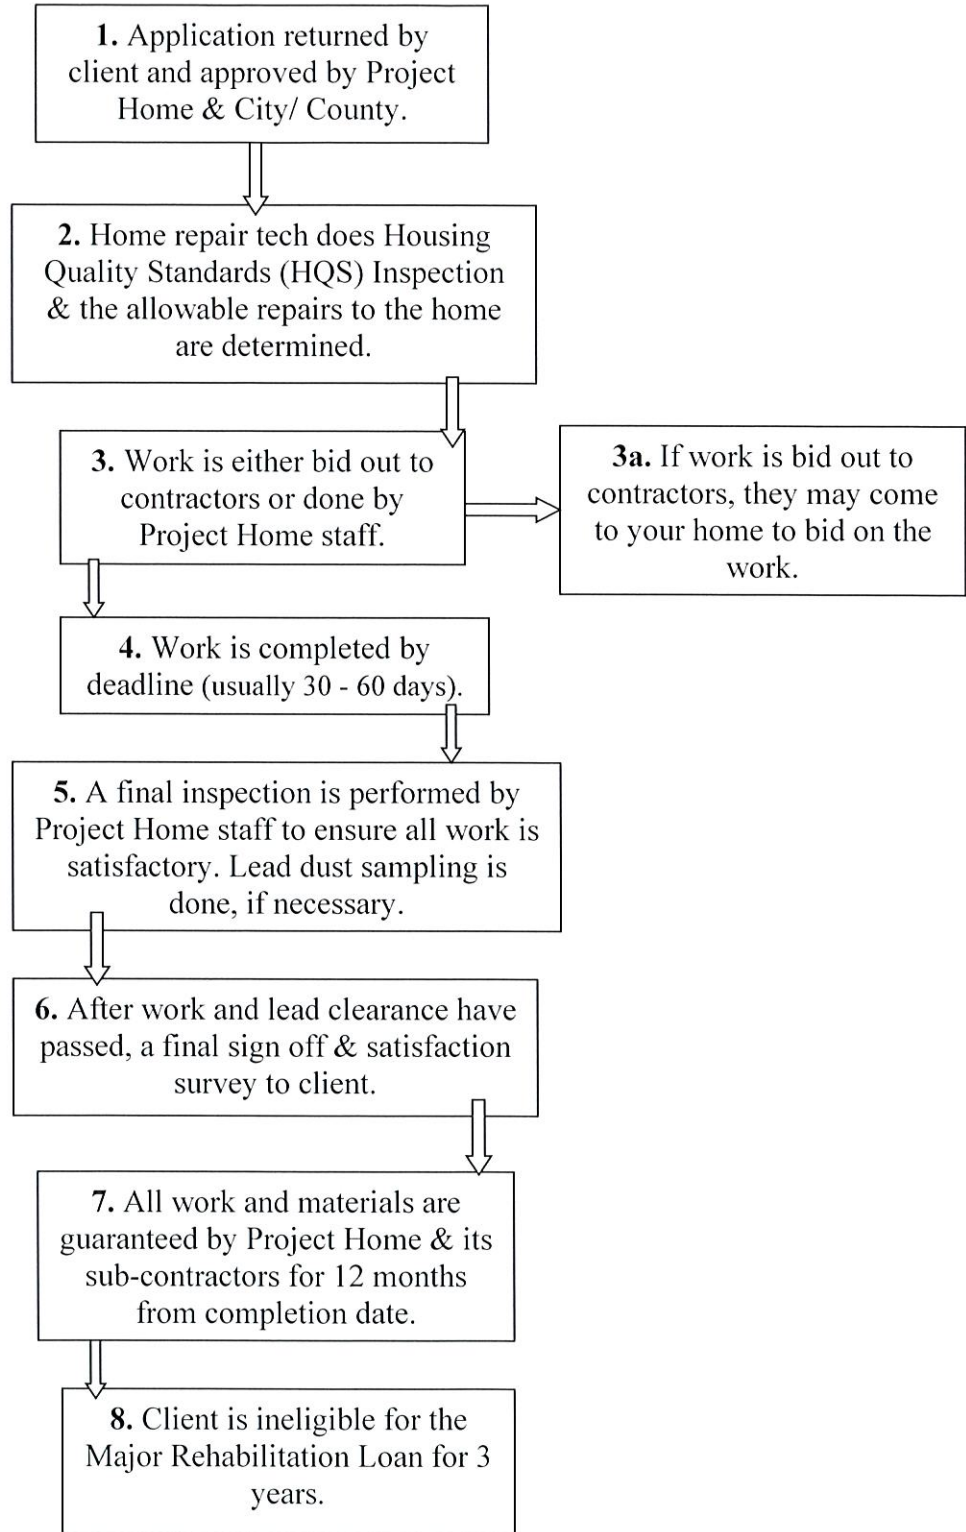 1. Application returned by
client and approved by Project
Home & City/ County.
2. Home repair tech does Housing
Quality Standards (HQS) Inspection
& the allowable repairs to the home
are determined.
3. Work is either bid out to
contractors or done by
Project Home staff.
3a. If work is bid out to
contractors, they may come
to your home to bid on the
work.
4. Work is completed by
deadline (usually 30 - 60 days).
5. A final inspection is performed by
Project Home staff to ensure all work is
satisfactory. Lead dust sampling is
done, if necessary.
6. After work and lead clearance have
passed, a final sign off & satisfaction
survey to client.
7. All work and materials are
guaranteed by Project Home & its
sub-contractors for 12 months
from completion date.
8. Client is ineligible for the
Major Rehabilitation Loan for 3
years.